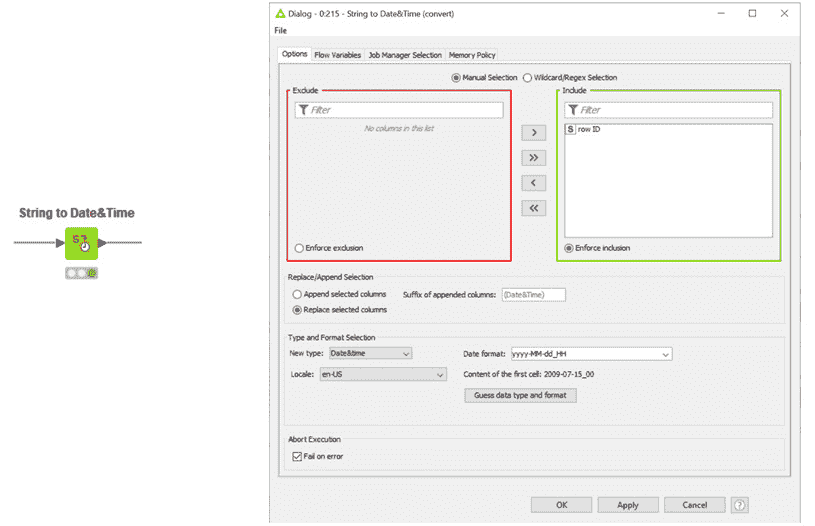 Dialog - 0:215 - String to Date&Time (convert)
File
Options Flow Variables Job Manager Selection Memory Policy
Manual Selection Wildcard/Regex Selection
Exclude
Filter
No columns in this list
Enforce exclusion
Include
Filter
S row ID
Enforce inclusion
> 
>>
<
<<
String to Date&Time
S
Replace/Append Selection
Append selected columns Suffix of appended columns: (Date&Time)
Replace selected columns
Type and Format Selection
New type: Date&time Date format: yyyy-MM-dd_HH
Locale: en-US Content of the first cell: 2009-07-15_00
Guess data type and format
Abort Execution
Fail on error
OK Apply Cancel ?